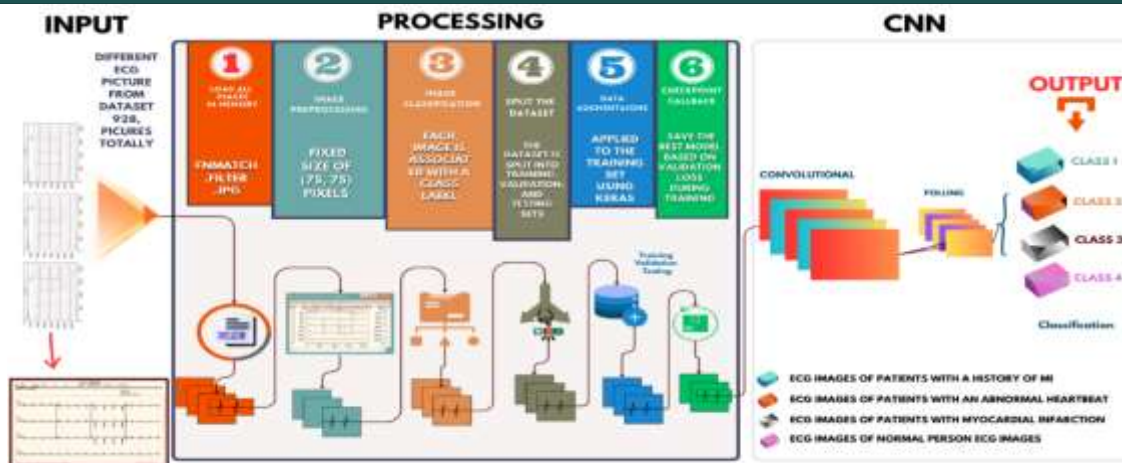 INPUT
DIFFERENT
ECG
PICTURE
FROM
DATASET
928,
PICURES
TOTALLY
PROCESSING
1
LOAD ALL
IMAGES
IN MEMORY
FNMATCH
.FILTER
.JPG
2
IMAGE
PREPROCESSING
FIXED
SIZE OF
(75, 75)
PIXELS
3
IMAGE
CLASSIFICATION
EACH
IMAGE IS
ASSOCIAT
ED WITH A
CLASS
LABEL
4
SPLIT THE
DATASET
THE
DATASET IS
SPLIT INTO
TRAINING,
VALIDATION,
AND
TESTING
SETS
5
DATA
APPLIED
TO THE
TRAINING
SET
USING
KERAS
6
CHECKPOINT
CALLBACK
SAVE THE
BEST MODEL
BASED ON
VALIDATION
LOSS
DURING
TRAINING
Training
Validation
Testing
CNN
CONVOLUTIONAL
POLLING
OUTPUT
CLASS 1
CLASS 2
CLASS 3
CLASS 4
Classification
ECG IMAGES OF PATIENTS WITH A HISTORY OF MI
ECG IMAGES OF PATIENTS WITH AN ABNORMAL HEARTBEAT
ECG IMAGES OF PATIENTS WITH MYOCARDIAL INFARCTION
ECG IMAGES OF NORMAL PERSON ECG IMAGES